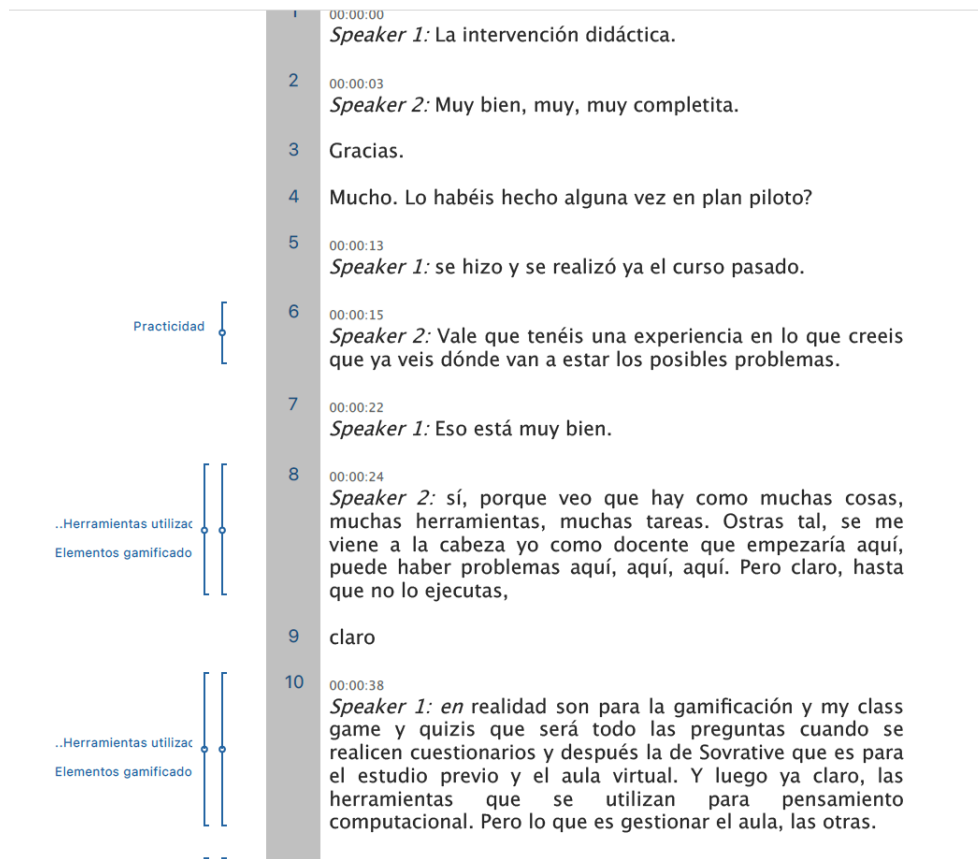 1 00:00:00
Speaker 1: La intervención didáctica.
2 00:00:03
Speaker 2: Muy bien, muy, muy completita.
3 Gracias.
4 Mucho. Lo habéis hecho alguna vez en plan piloto?
5 00:00:13
Speaker 1: se hizo y se realizó ya el curso pasado.
6 00:00:15
Practicidad
Speaker 2: Vale que tenéis una experiencia en lo que creeis
que ya veis dónde van a estar los posibles problemas.
7 00:00:22
Speaker 1: Eso está muy bien.
8 00:00:24
Speaker 2: sí, porque veo que hay como muchas cosas,
muchas herramientas, muchas tareas. Ostras tal, se me
..Herramientas utilizac
viene a la cabeza yo como docente que empezaría aquí,
Elementos gamificado
puede haber problemas aquí, aquí, aquí. Pero claro, hasta
que no lo ejecutas,
9 claro
10 00:00:38
Speaker 1: en realidad son para la gamificación y my class
game y quizis que será todo las preguntas cuando se
..Herramientas utilizac
realicen cuestionarios y después la de Sovrative que es para
Elementos gamificado
el estudio previo y el aula virtual. Y luego ya claro, las
herramientas que se utilizan para pensamiento
computacional. Pero lo que es gestionar el aula, las otras.